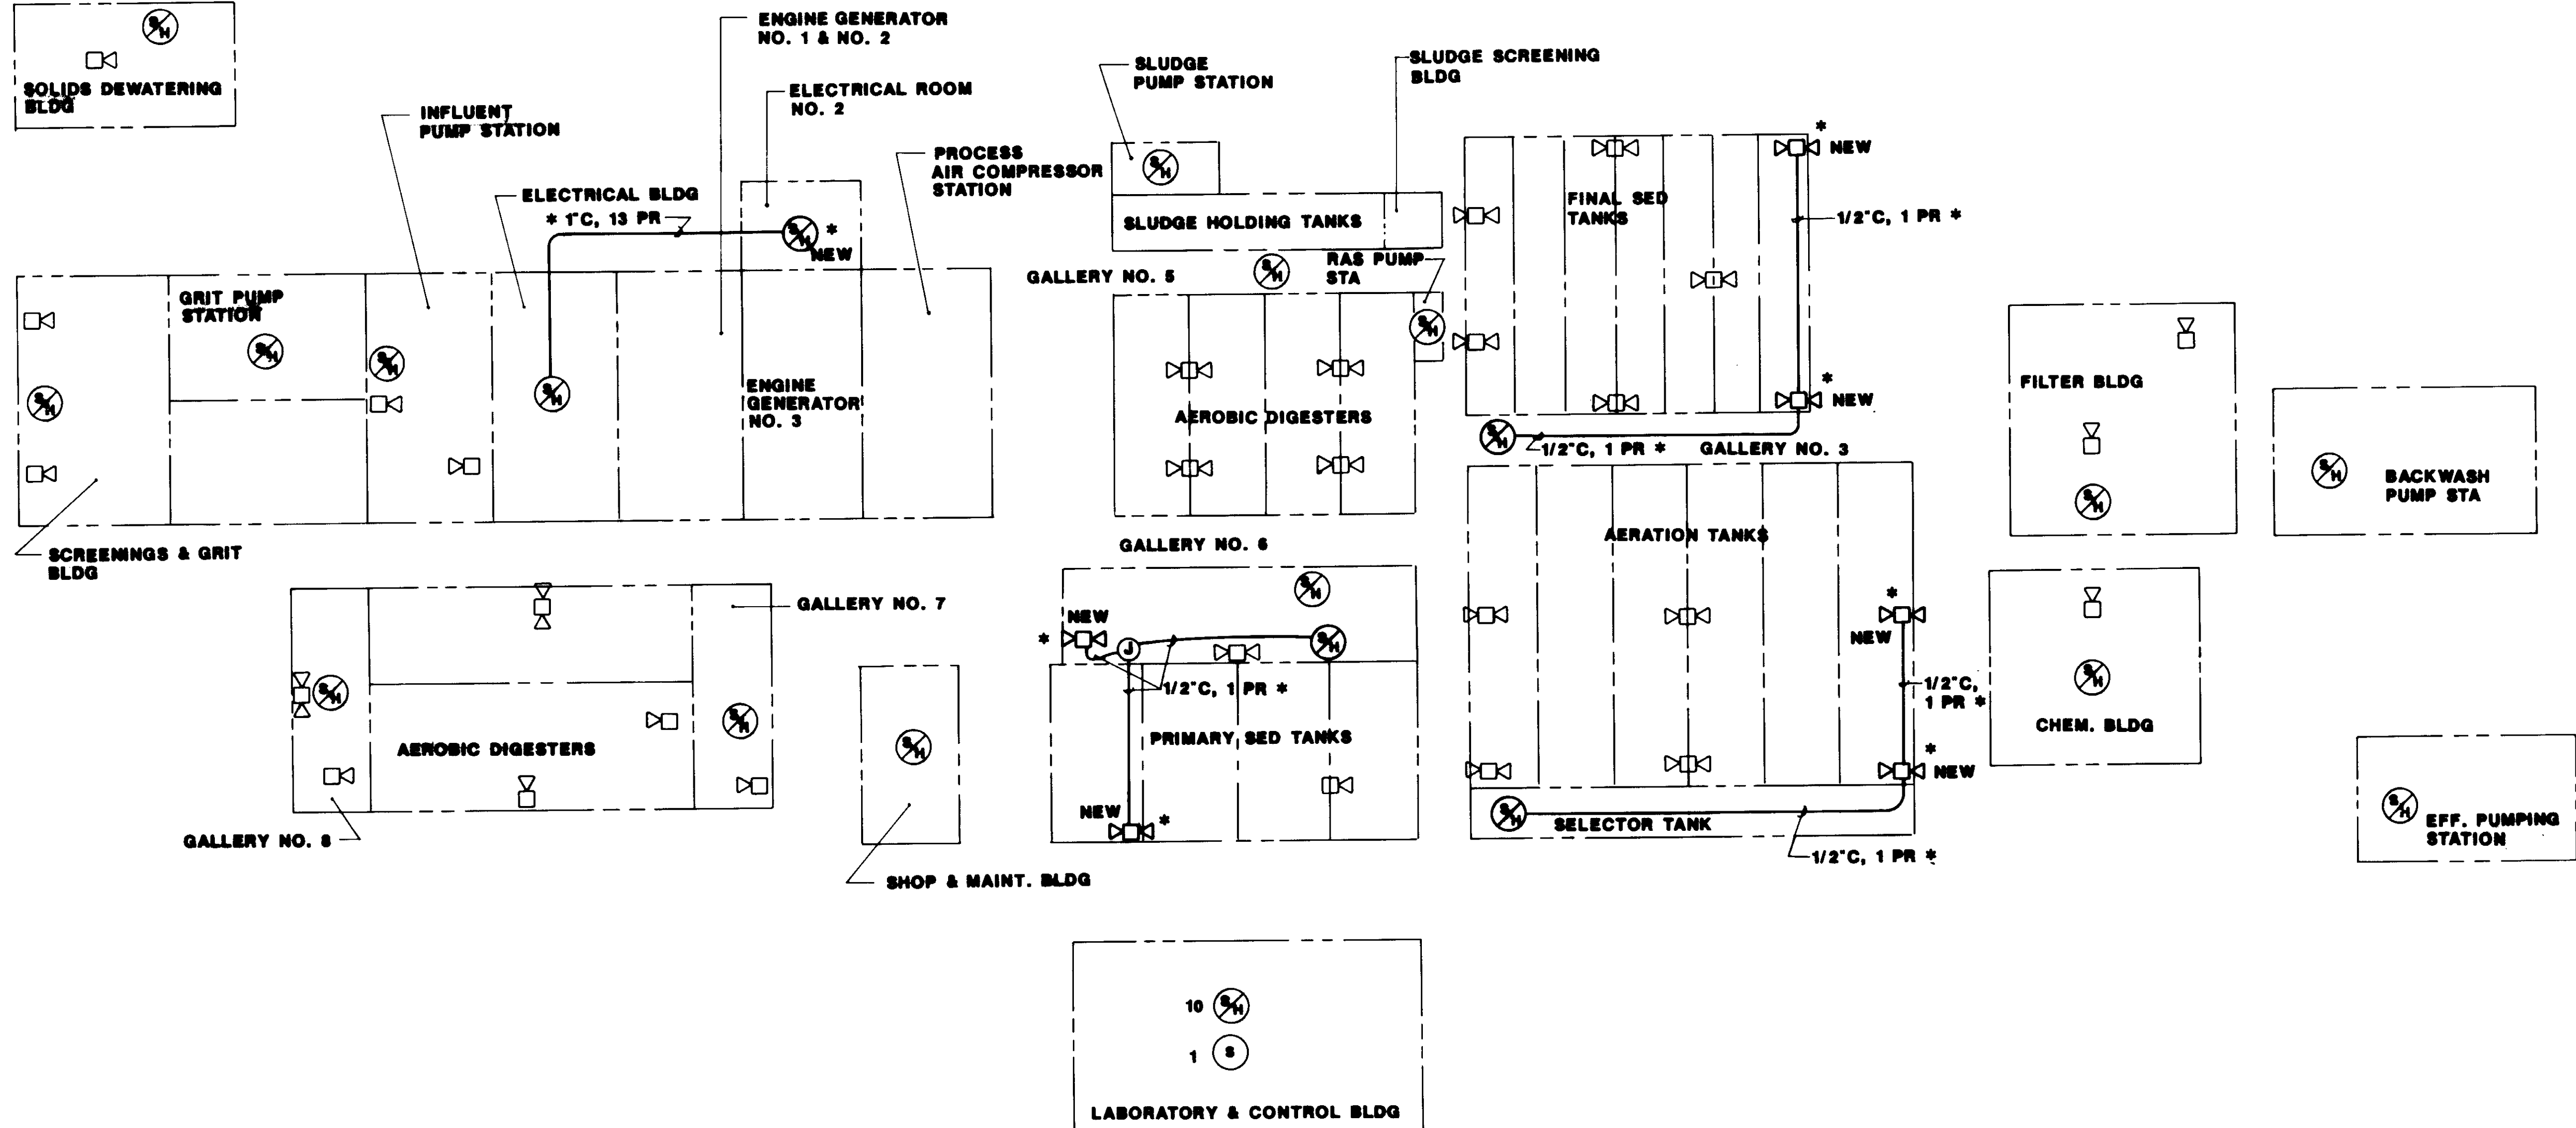 S/H
SOLIDS DEWATERING
BLDG
INFLUENT
PUMP STATION
ENGINE GENERATOR
NO. 1 & NO. 2
ELECTRICAL ROOM
NO. 2
PROCESS
AIR COMPRESSOR
STATION
ELECTRICAL BLDG
* 1"C, 13 PR
S/H *
NEW
GRIT PUMP
STATION
S/H
S/H
S/H
S/H
ENGINE
GENERATOR
NO. 3
SCREENINGS & GRIT
BLDG
SLUDGE
PUMP STATION
SLUDGE SCREENING
BLDG
S/H
SLUDGE HOLDING TANKS
GALLERY NO. 5
S/H
RAS PUMP
STA
S/H
AEROBIC DIGESTERS
GALLERY NO. 6
*
NEW
FINAL SED
TANKS
1/2"C, 1 PR *
*
NEW
S/H
1/2"C, 1 PR *
GALLERY NO. 3
AERATION TANKS
*
NEW
1/2"C,
1 PR *
*
NEW
S/H
SELECTOR TANK
1/2"C, 1 PR *
FILTER BLDG
S/H
S/H
BACKWASH
PUMP STA
S/H
CHEM. BLDG
S/H
EFF. PUMPING
STATION
GALLERY NO. 7
S/H
S/H
AEROBIC DIGESTERS
GALLERY NO. 8
S/H
SHOP & MAINT. BLDG
S/H
NEW
*
J
S/H
1/2"C, 1 PR *
PRIMARY SED TANKS
NEW
*
10 S/H
1 S
LABORATORY & CONTROL BLDG